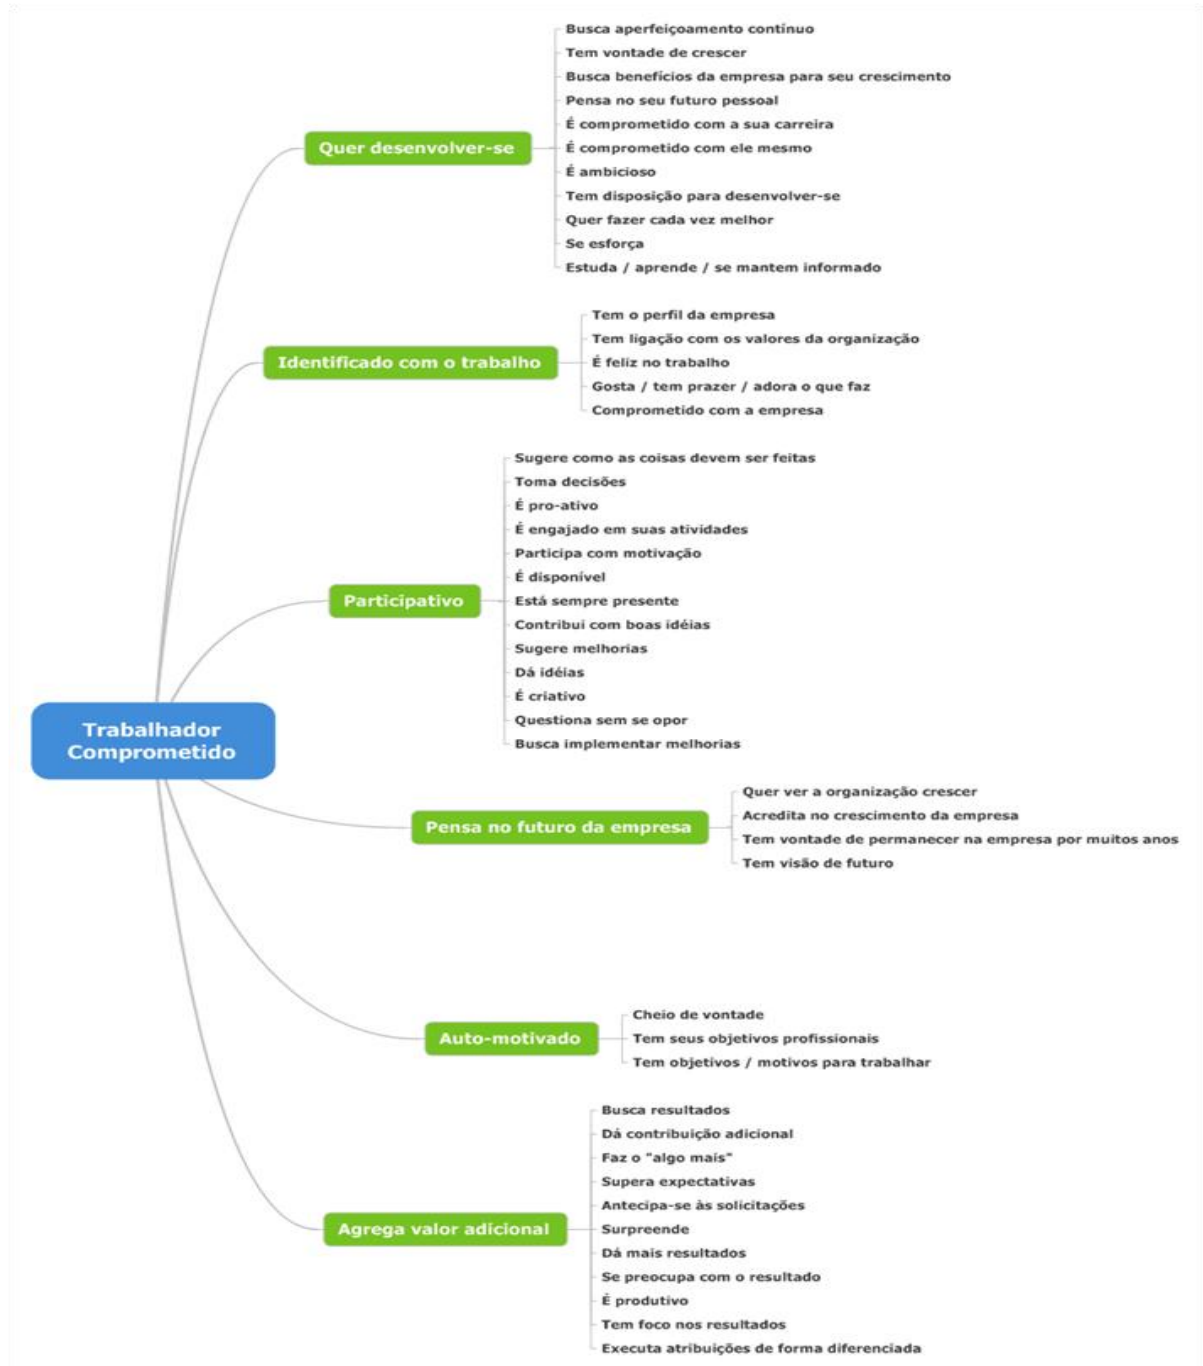 Trabalhador
Comprometido
Quer desenvolver-se
Busca aperfeiçoamento contínuo
Tem vontade de crescer
Busca benefícios da empresa para seu crescimento
Pensa no seu futuro pessoal
É comprometido com a sua carreira
É comprometido com ele mesmo
É ambicioso
Tem disposição para desenvolver-se
Quer fazer cada vez melhor
Se esforça
Estuda / aprende / se mantem informado
Identificado com o trabalho
Tem o perfil da empresa
Tem ligação com os valores da organização
É feliz no trabalho
Gosta / tem prazer / adora o que faz
Comprometido com a empresa
Participativo
Sugere como as coisas devem ser feitas
Toma decisões
É pro-ativo
É engajado em suas atividades
Participa com motivação
É disponível
Está sempre presente
Contribui com boas idéias
Sugere melhorias
Dá idéias
É criativo
Questiona sem se opor
Busca implementar melhorias
Pensa no futuro da empresa
Quer ver a organização crescer
Acredita no crescimento da empresa
Tem vontade de permanecer na empresa por muitos anos
Tem visão de futuro
Auto-motivado
Cheio de vontade
Tem seus objetivos profissionais
Tem objetivos / motivos para trabalhar
Agrega valor adicional
Busca resultados
Dá contribuição adicional
Faz o "algo mais"
Supera expectativas
Antecipa-se às solicitações
Surpreende
Dá mais resultados
Se preocupa com o resultado
É produtivo
Tem foco nos resultados
Executa atribuições de forma diferenciada